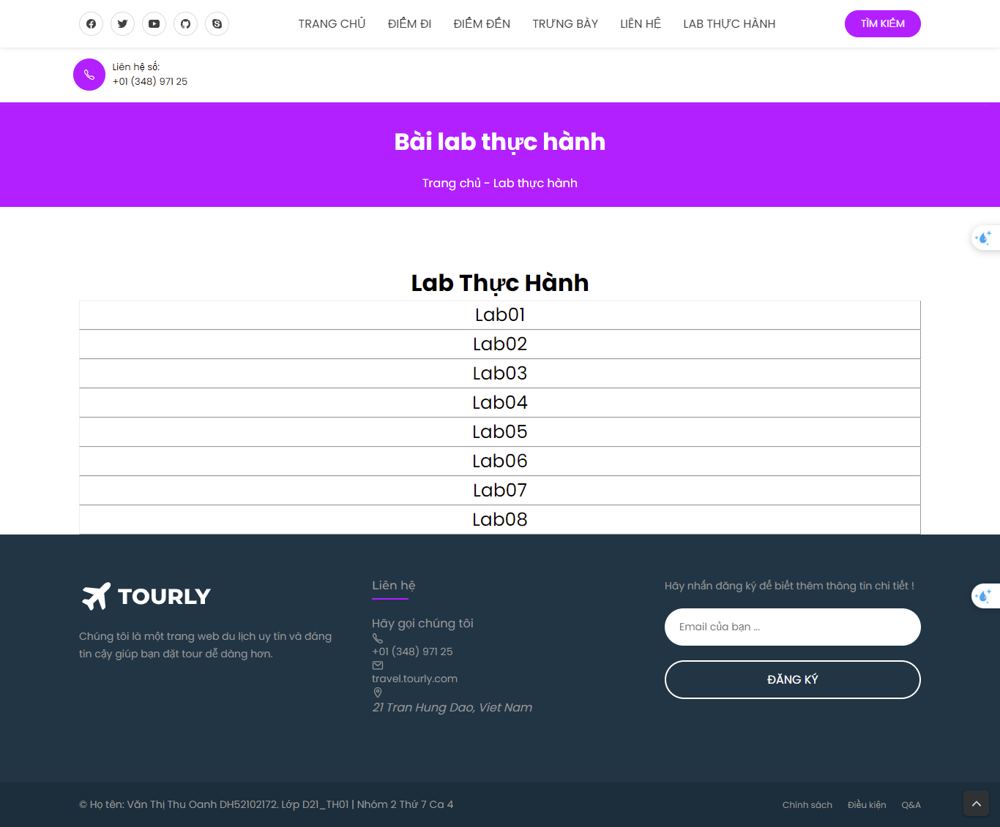 TRANG CHỦ ĐIỂM ĐI ĐIỂM ĐẾN TRƯNG BÀY LIÊN HỆ LAB THỰC HÀNH TÌM KIẾM
Liên hệ số:
+01 (348) 971 25
Bài lab thực hành
Trang chủ - Lab thực hành
Lab Thực Hành
Lab01
Lab02
Lab03
Lab04
Lab05
Lab06
Lab07
Lab08
TOURLY
Chúng tôi là một trang web du lịch uy tín và đáng
tin cậy giúp bạn đặt tour dễ dàng hơn.
Liên hệ
Hãy gọi chúng tôi
+01 (348) 971 25
travel.tourly.com
21 Tran Hung Dao, Viet Nam
Hãy nhấn đăng ký để biết thêm thông tin chi tiết !
Email của bạn ...
ĐĂNG KÝ
© Họ tên: Văn Thị Thu Oanh DH52102172. Lớp D21_TH01 | Nhóm 2 Thứ 7 Ca 4
Chính sách Điều kiện Q&A